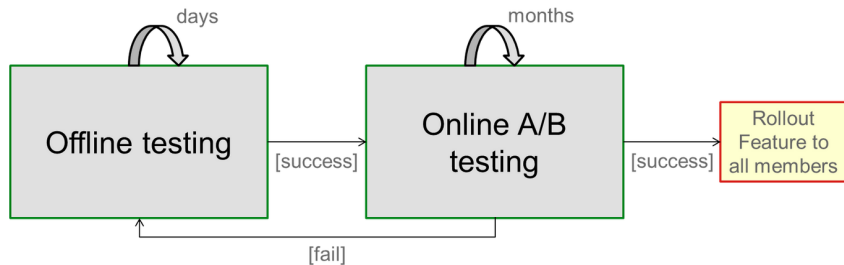 days
months
Offline testing
[success]
Online A/B
testing
[success]
Rollout
Feature to
all members
[fail]